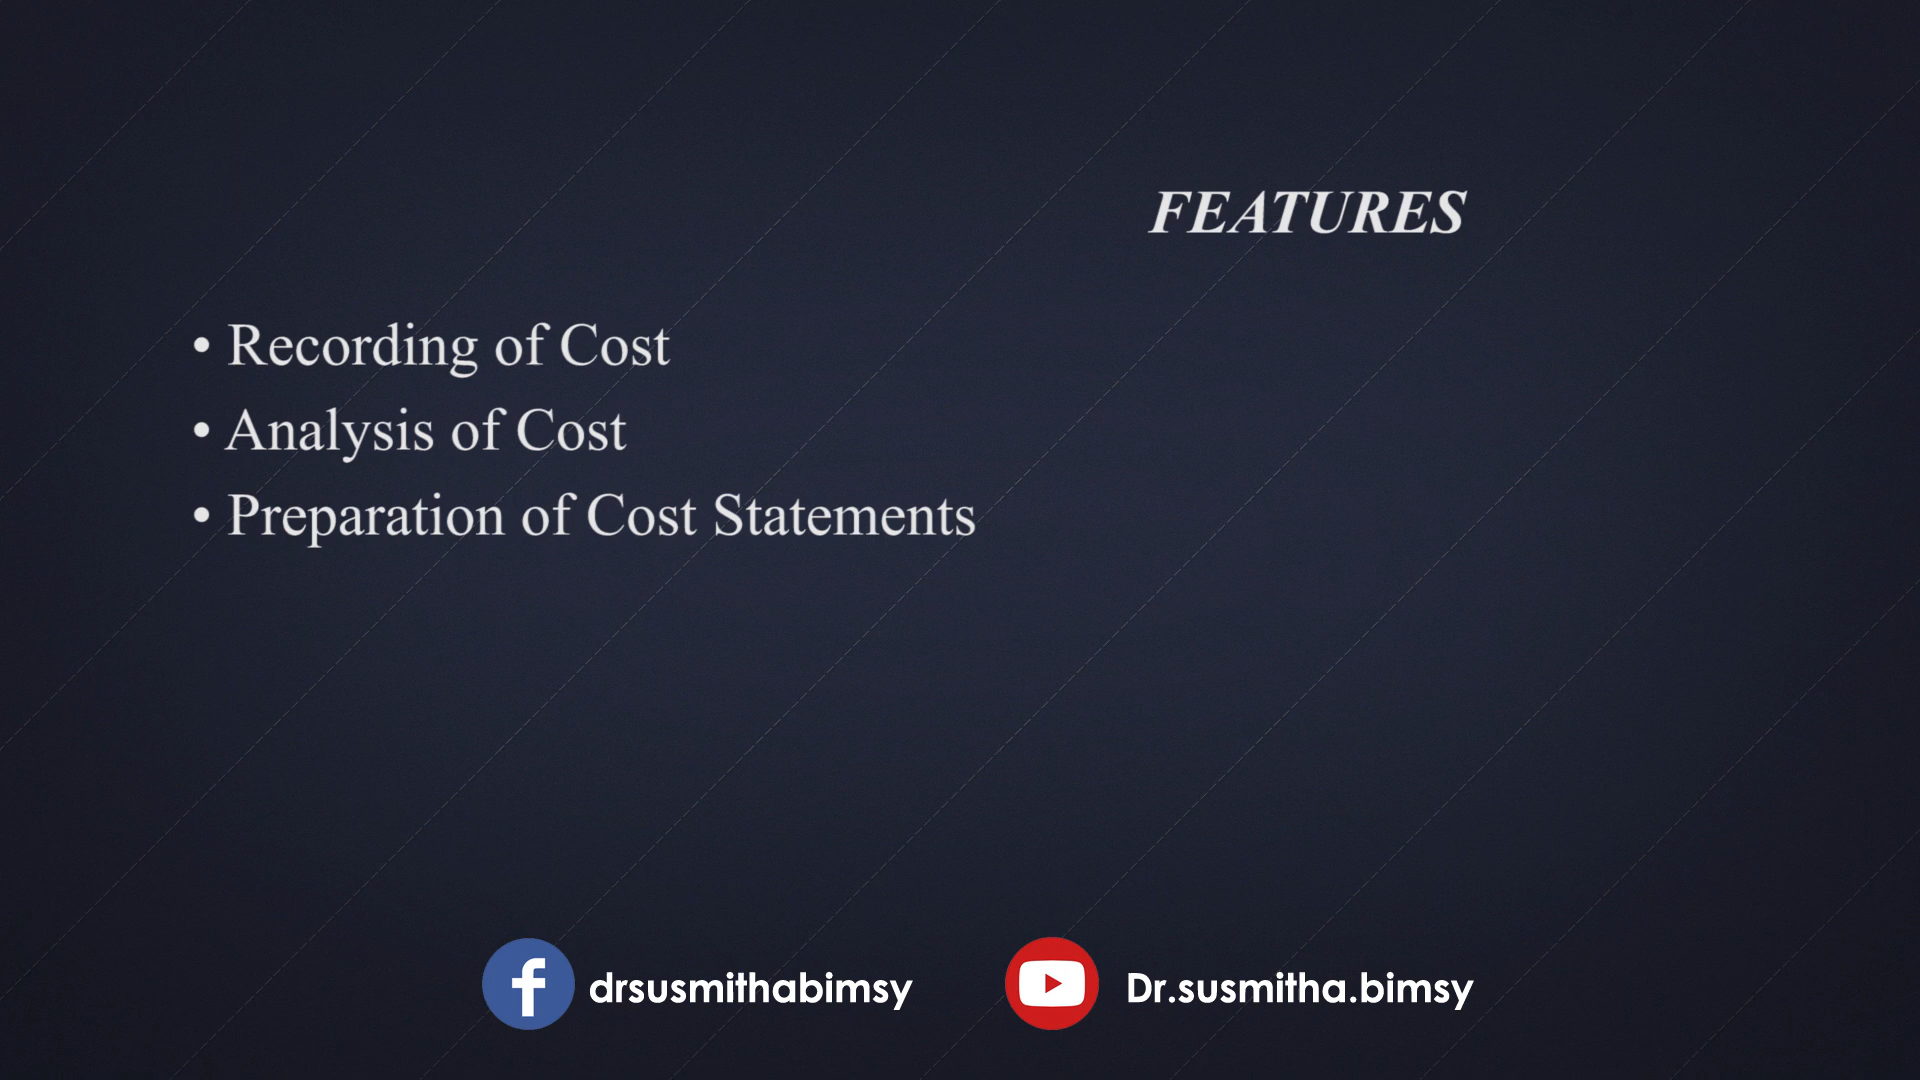 FEATURES
• Recording of Cost
• Analysis of Cost
• Preparation of Cost Statements
drsusmithabimsy
Dr.susmitha.bimsy